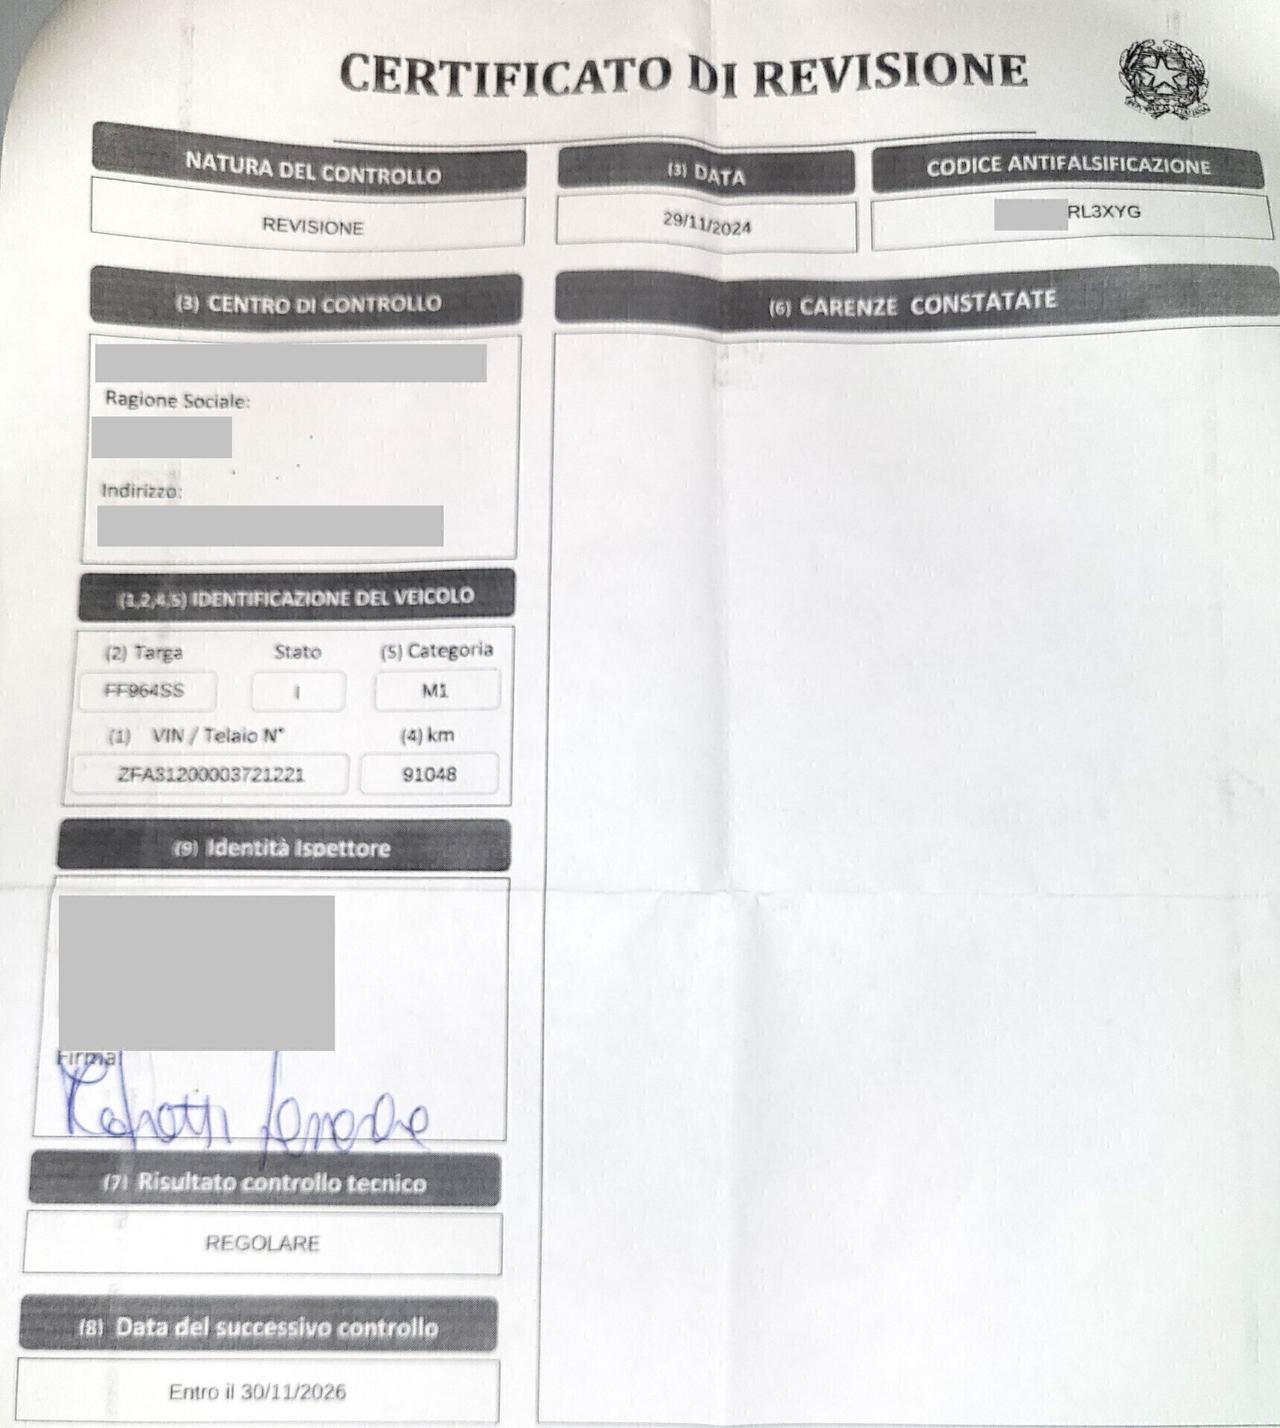 CERTIFICATO DI REVISIONE
NATURA DEL CONTROLLO
REVISIONE
(3) DATA
29/11/2024
CODICE ANTIFALSIFICAZIONE
RL3XYG
(3) CENTRO DI CONTROLLO
Ragione Sociale:
Indirizzo:
(6) CARENZE CONSTATATE
(1,2,4,5) IDENTIFICAZIONE DEL VEICOLO
(2) Targa Stato (5) Categoria
FF964SS I M1
(1) VIN / Telaio N° (4) km
ZFA31200003721221 91048
(9) Identità Ispettore
Firma
(7) Risultato controllo tecnico
REGOLARE
(8) Data del successivo controllo
Entro il 30/11/2026